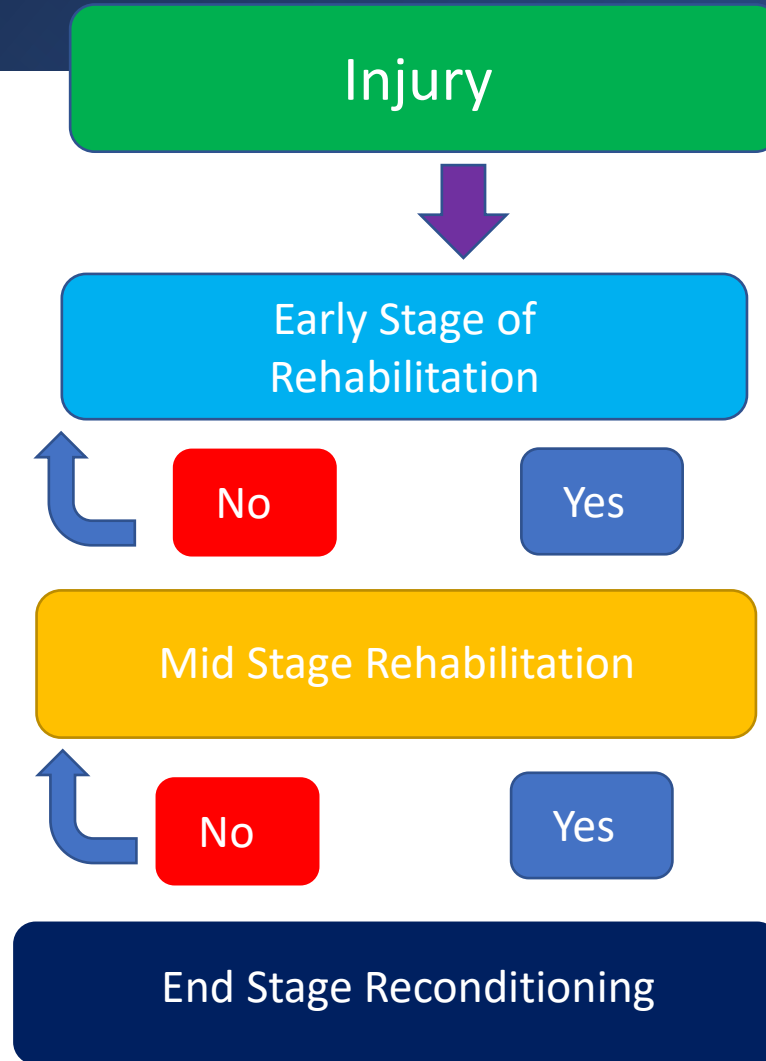 Injury
Early Stage of
Rehabilitation
No
Yes
Mid Stage Rehabilitation
No
Yes
End Stage Reconditioning